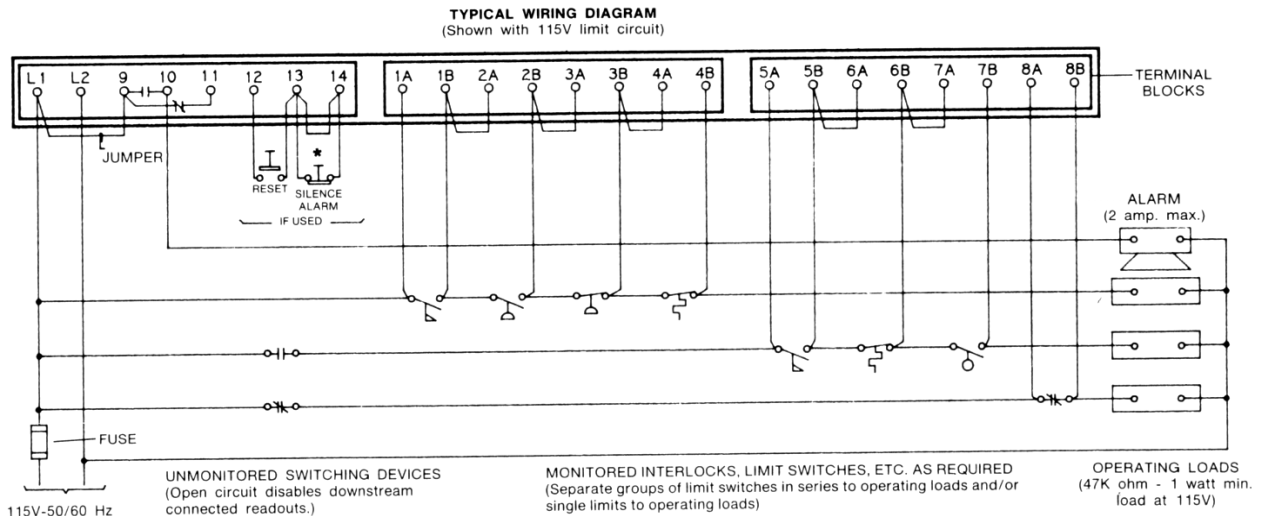 TYPICAL WIRING DIAGRAM
(Shown with 115V limit circuit)
L1 L2 9 10 11 12 13 14 1A 1B 2A 2B 3A 3B 4A 4B 5A 5B 6A 6B 7A 7B 8A 8B
TERMINAL
BLOCKS
JUMPER
*
RESET
SILENCE
ALARM
IF USED
ALARM
(2 amp. max.)
FUSE
115V-50/60 Hz
UNMONITORED SWITCHING DEVICES
(Open circuit disables downstream
connected readouts.)
MONITORED INTERLOCKS, LIMIT SWITCHES, ETC. AS REQUIRED
(Separate groups of limit switches in series to operating loads and/or
single limits to operating loads)
OPERATING LOADS
(47K ohm - 1 watt min.
load at 115V)